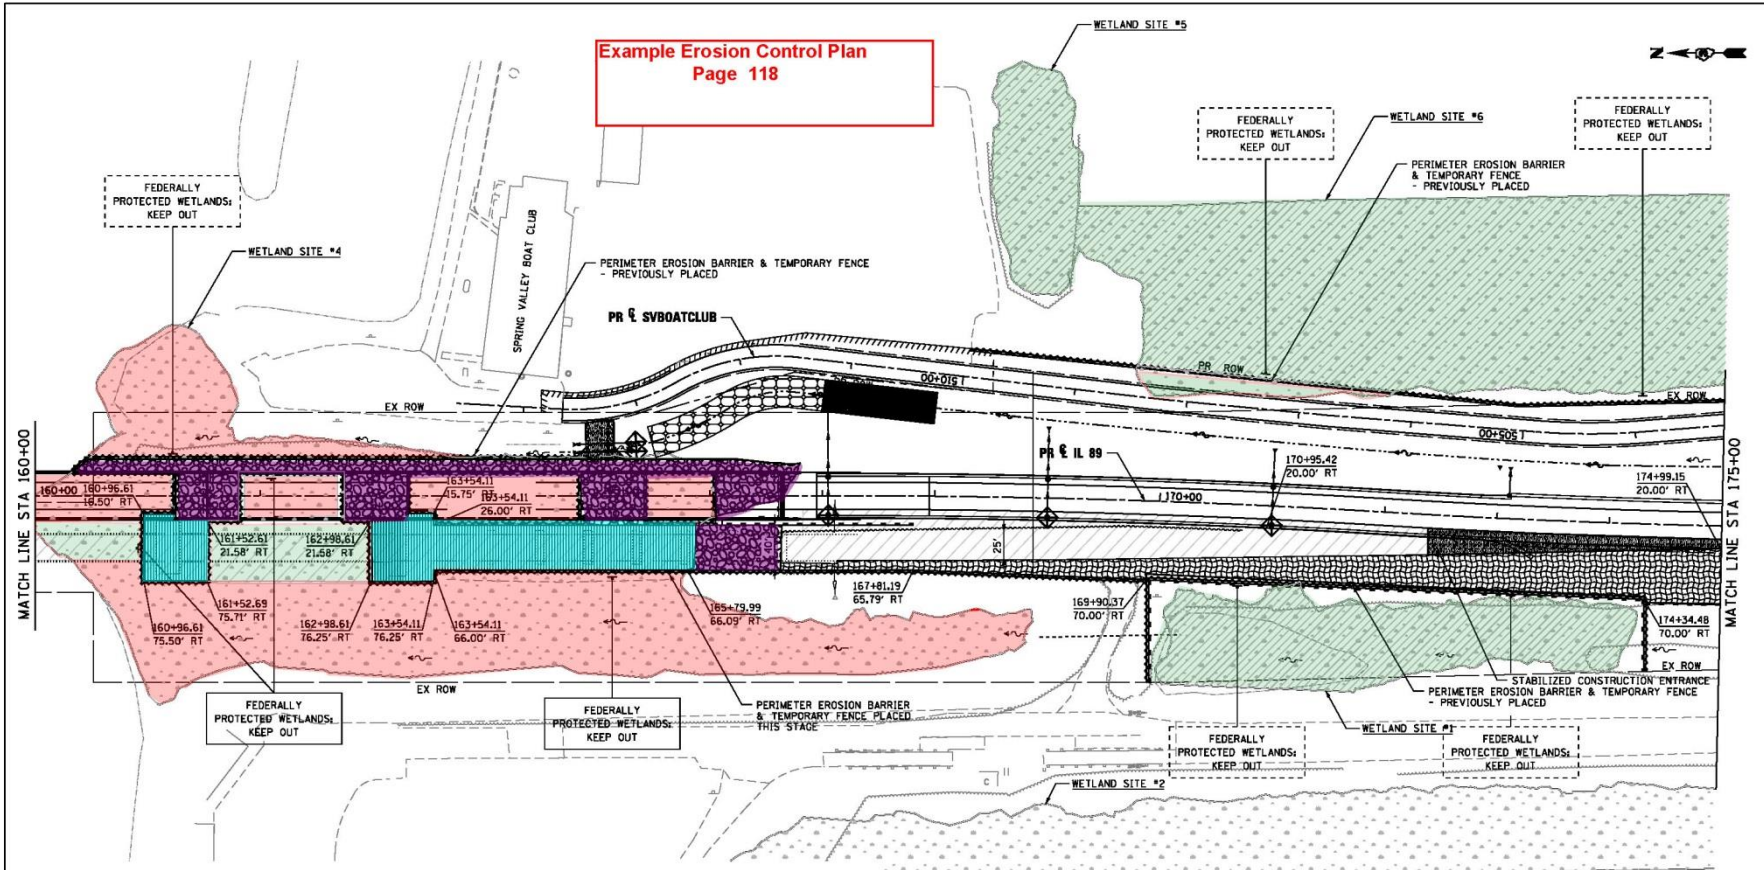 Example Erosion Control Plan
Page 118
WETLAND SITE #5
N
FEDERALLY
PROTECTED WETLANDS:
KEEP OUT
WETLAND SITE #6
FEDERALLY
PROTECTED WETLANDS:
KEEP OUT
PERIMETER EROSION BARRIER
& TEMPORARY FENCE
- PREVIOUSLY PLACED
FEDERALLY
PROTECTED WETLANDS:
KEEP OUT
WETLAND SITE #4
SPRING VALLEY BOAT CLUB
PERIMETER EROSION BARRIER & TEMPORARY FENCE
- PREVIOUSLY PLACED
PR ℄ SVBOATCLUB
PR ROW
EX ROW
EX ROW
1510+00
1505+00
PR ℄ IL 89
MATCH LINE STA 160+00
MATCH LINE STA 175+00
160+00
160+96.61
16.50' RT
163+54.11
15.75' RT
163+54.11
26.00' RT
170+00
170+95.42
20.00' RT
174+99.15
20.00' RT
161+52.61
21.58' RT
162+98.61
21.58' RT
25'
167+81.19
65.79' RT
169+90.37
70.00' RT
160+96.61
75.50' RT
161+52.69
75.71' RT
162+98.61
76.25' RT
163+54.11
76.25' RT
163+54.11
66.00' RT
165+79.99
66.09' RT
174+34.48
70.00' RT
EX ROW
EX ROW
STABILIZED CONSTRUCTION ENTRANCE
PERIMETER EROSION BARRIER & TEMPORARY FENCE
- PREVIOUSLY PLACED
FEDERALLY
PROTECTED WETLANDS:
KEEP OUT
FEDERALLY
PROTECTED WETLANDS:
KEEP OUT
PERIMETER EROSION BARRIER
& TEMPORARY FENCE PLACED
THIS STAGE
WETLAND SITE #1
FEDERALLY
PROTECTED WETLANDS:
KEEP OUT
FEDERALLY
PROTECTED WETLANDS:
KEEP OUT
WETLAND SITE #2